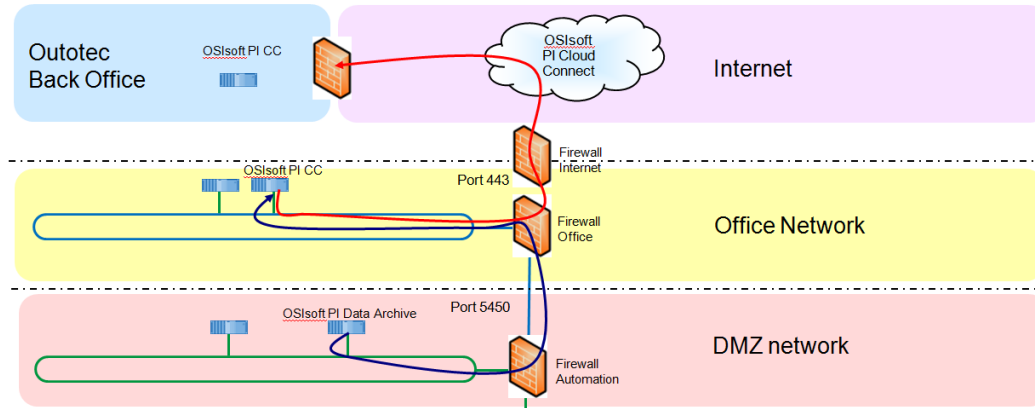 Outotec
Back Office
OSIsoft PI CC
OSIsoft
PI Cloud
Connect
Internet
Firewall
Internet
OSIsoft PI CC
Port 443
Firewall
Office
Office Network
Port 5450
OSIsoft PI Data Archive
DMZ network
Firewall
Automation